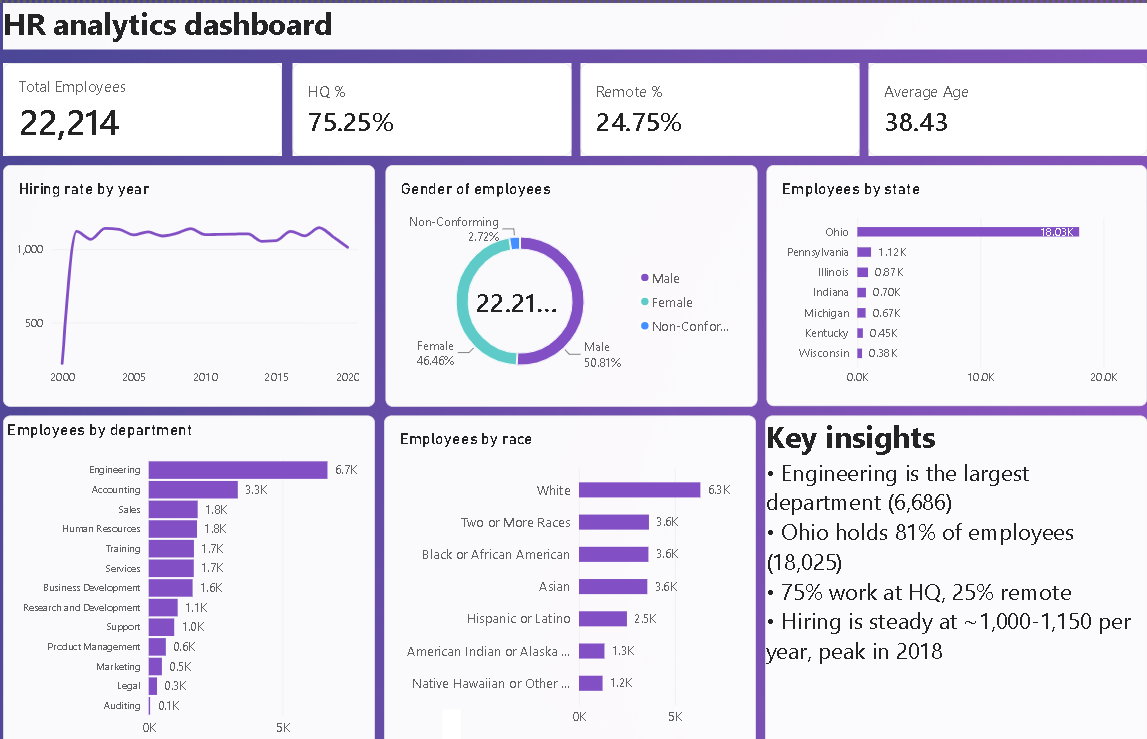 HR analytics dashboard
Total Employees
22,214
HQ %
75.25%
Remote %
24.75%
Average Age
38.43
Hiring rate by year
1,000
500
2000 2005 2010 2015 2020
Gender of employees
Non-Conforming
2.72%
22.21...
Female
46.46%
Male
50.81%
Male
Female
Non-Confor...
Employees by state
Ohio 18.03K
Pennsylvania 1.12K
Illinois 0.87K
Indiana 0.70K
Michigan 0.67K
Kentucky 0.45K
Wisconsin 0.38K
0.0K 10.0K 20.0K
Employees by department
Engineering 6.7K
Accounting 3.3K
Sales 1.8K
Human Resources 1.8K
Training 1.7K
Services 1.7K
Business Development 1.6K
Research and Development 1.1K
Support 1.0K
Product Management 0.6K
Marketing 0.5K
Legal 0.3K
Auditing 0.1K
0K 5K
Employees by race
White 6.3K
Two or More Races 3.6K
Black or African American 3.6K
Asian 3.6K
Hispanic or Latino 2.5K
American Indian or Alaska ... 1.3K
Native Hawaiian or Other ... 1.2K
0K 5K
Key insights
• Engineering is the largest
department (6,686)
• Ohio holds 81% of employees
(18,025)
• 75% work at HQ, 25% remote
• Hiring is steady at ~1,000-1,150 per
year, peak in 2018